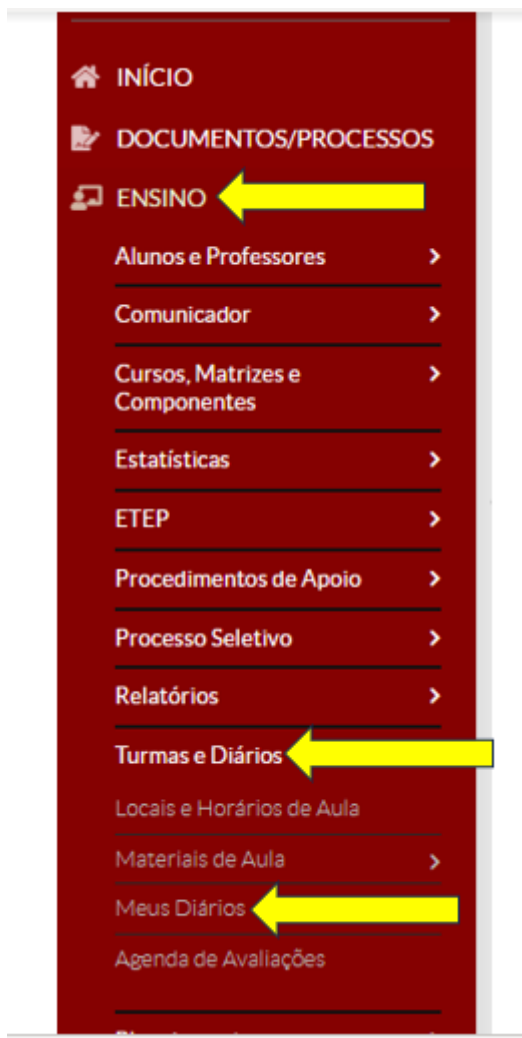 INÍCIO
DOCUMENTOS/PROCESSOS
ENSINO
Alunos e Professores
Comunicador
Cursos, Matrizes e
Componentes
Estatísticas
ETEP
Procedimentos de Apoio
Processo Seletivo
Relatórios
Turmas e Diários
Locais e Horários de Aula
Materiais de Aula
Meus Diários
Agenda de Avaliações